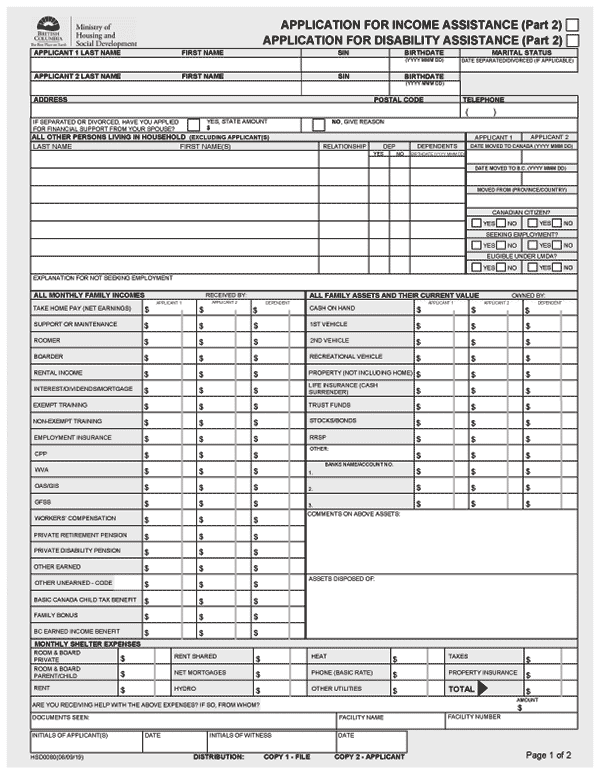 BRITISH COLUMBIA
Ministry of Housing and Social Development
APPLICATION FOR INCOME ASSISTANCE (Part 2)
APPLICATION FOR DISABILITY ASSISTANCE (Part 2)
APPLICANT 1 LAST NAME FIRST NAME SIN BIRTHDATE (YYYY MMM DD) MARITAL STATUS
DATE SEPARATED/DIVORCED (IF APPLICABLE)
APPLICANT 2 LAST NAME FIRST NAME SIN BIRTHDATE (YYYY MMM DD)
ADDRESS POSTAL CODE TELEPHONE
( )
IF SEPARATED OR DIVORCED, HAVE YOU APPLIED FOR FINANCIAL SUPPORT FROM YOUR SPOUSE? YES, STATE AMOUNT $ NO, GIVE REASON
ALL OTHER PERSONS LIVING IN HOUSEHOLD (EXCLUDING APPLICANT(S)) APPLICANT 1 APPLICANT 2
LAST NAME FIRST NAME(S) RELATIONSHIP DEP YES NO DEPENDENTS BIRTHDATE (YYYY MMM DD)
DATE MOVED TO CANADA (YYYY MMM DD)
DATE MOVED TO B.C. (YYYY MMM DD)
MOVED FROM (PROVINCE/COUNTRY)
CANADIAN CITIZEN?
YES NO YES NO
SEEKING EMPLOYMENT?
YES NO YES NO
ELIGIBLE UNDER LMDA?
YES NO YES NO
EXPLANATION FOR NOT SEEKING EMPLOYMENT
ALL MONTHLY FAMILY INCOMES RECEIVED BY:
APPLICANT 1 APPLICANT 2 DEPENDENT
TAKE HOME PAY (NET EARNINGS) $ $ $
SUPPORT OR MAINTENANCE $ $ $
ROOMER $ $ $
BOARDER $ $ $
RENTAL INCOME $ $ $
INTEREST/DIVIDENDS/MORTGAGE $ $ $
EXEMPT TRAINING $ $ $
NON-EXEMPT TRAINING $ $ $
EMPLOYMENT INSURANCE $ $ $
CPP $ $ $
WVA $ $ $
OAS/GIS $ $ $
GFSS $ $ $
WORKERS' COMPENSATION $ $ $
PRIVATE RETIREMENT PENSION $ $ $
PRIVATE DISABILITY PENSION $ $ $
OTHER EARNED $ $ $
OTHER UNEARNED - CODE $ $ $
BASIC CANADA CHILD TAX BENEFIT $ $ $
FAMILY BONUS $ $ $
BC EARNED INCOME BENEFIT $ $ $
ALL FAMILY ASSETS AND THEIR CURRENT VALUE OWNED BY:
APPLICANT 1 APPLICANT 2 DEPENDENT
CASH ON HAND $ $ $
1ST VEHICLE $ $ $
2ND VEHICLE $ $ $
RECREATIONAL VEHICLE $ $ $
PROPERTY (NOT INCLUDING HOME) $ $ $
LIFE INSURANCE (CASH SURRENDER) $ $ $
TRUST FUNDS $ $ $
STOCKS/BONDS $ $ $
RRSP $ $ $
OTHER: $ $ $
BANKS NAME/ACCOUNT NO.
1. $ $ $
2. $ $ $
3. $ $ $
COMMENTS ON ABOVE ASSETS:
ASSETS DISPOSED OF:
MONTHLY SHELTER EXPENSES
ROOM & BOARD PRIVATE $ RENT SHARED $ HEAT $ TAXES $
ROOM & BOARD PARENT/CHILD $ NET MORTGAGES $ PHONE (BASIC RATE) $ PROPERTY INSURANCE $
RENT $ HYDRO $ OTHER UTILITIES $ TOTAL $
ARE YOU RECEIVING HELP WITH THE ABOVE EXPENSES? IF SO, FROM WHOM? AMOUNT $
DOCUMENTS SEEN: FACILITY NAME FACILITY NUMBER
INITIALS OF APPLICANT(S) DATE INITIALS OF WITNESS DATE
HSD0080(06/09/19) DISTRIBUTION: COPY 1 - FILE COPY 2 - APPLICANT Page 1 of 2